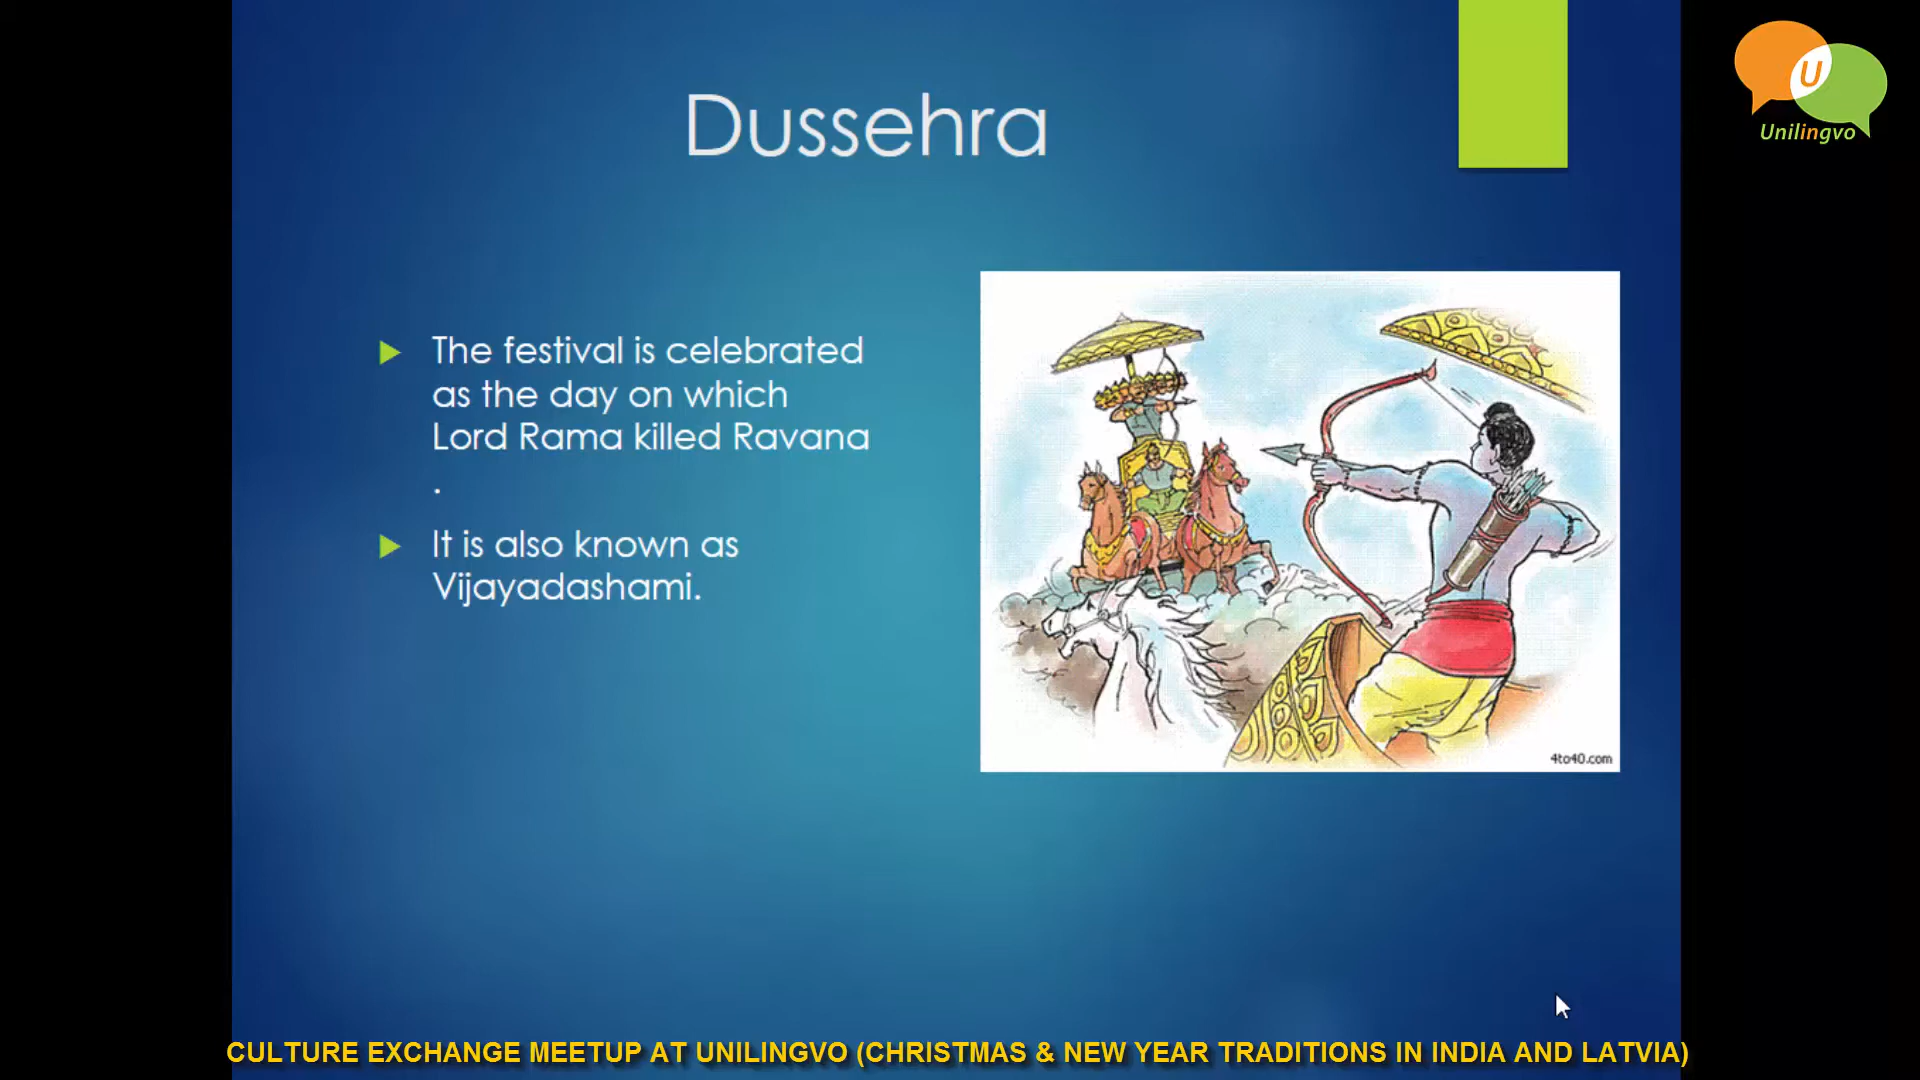 Dussehra
U
Unilingvo
The festival is celebrated
as the day on which
Lord Rama killed Ravana
.
It is also known as
Vijayadashami.
4to40.com
CULTURE EXCHANGE MEETUP AT UNILINGVO (CHRISTMAS & NEW YEAR TRADITIONS IN INDIA AND LATVIA)